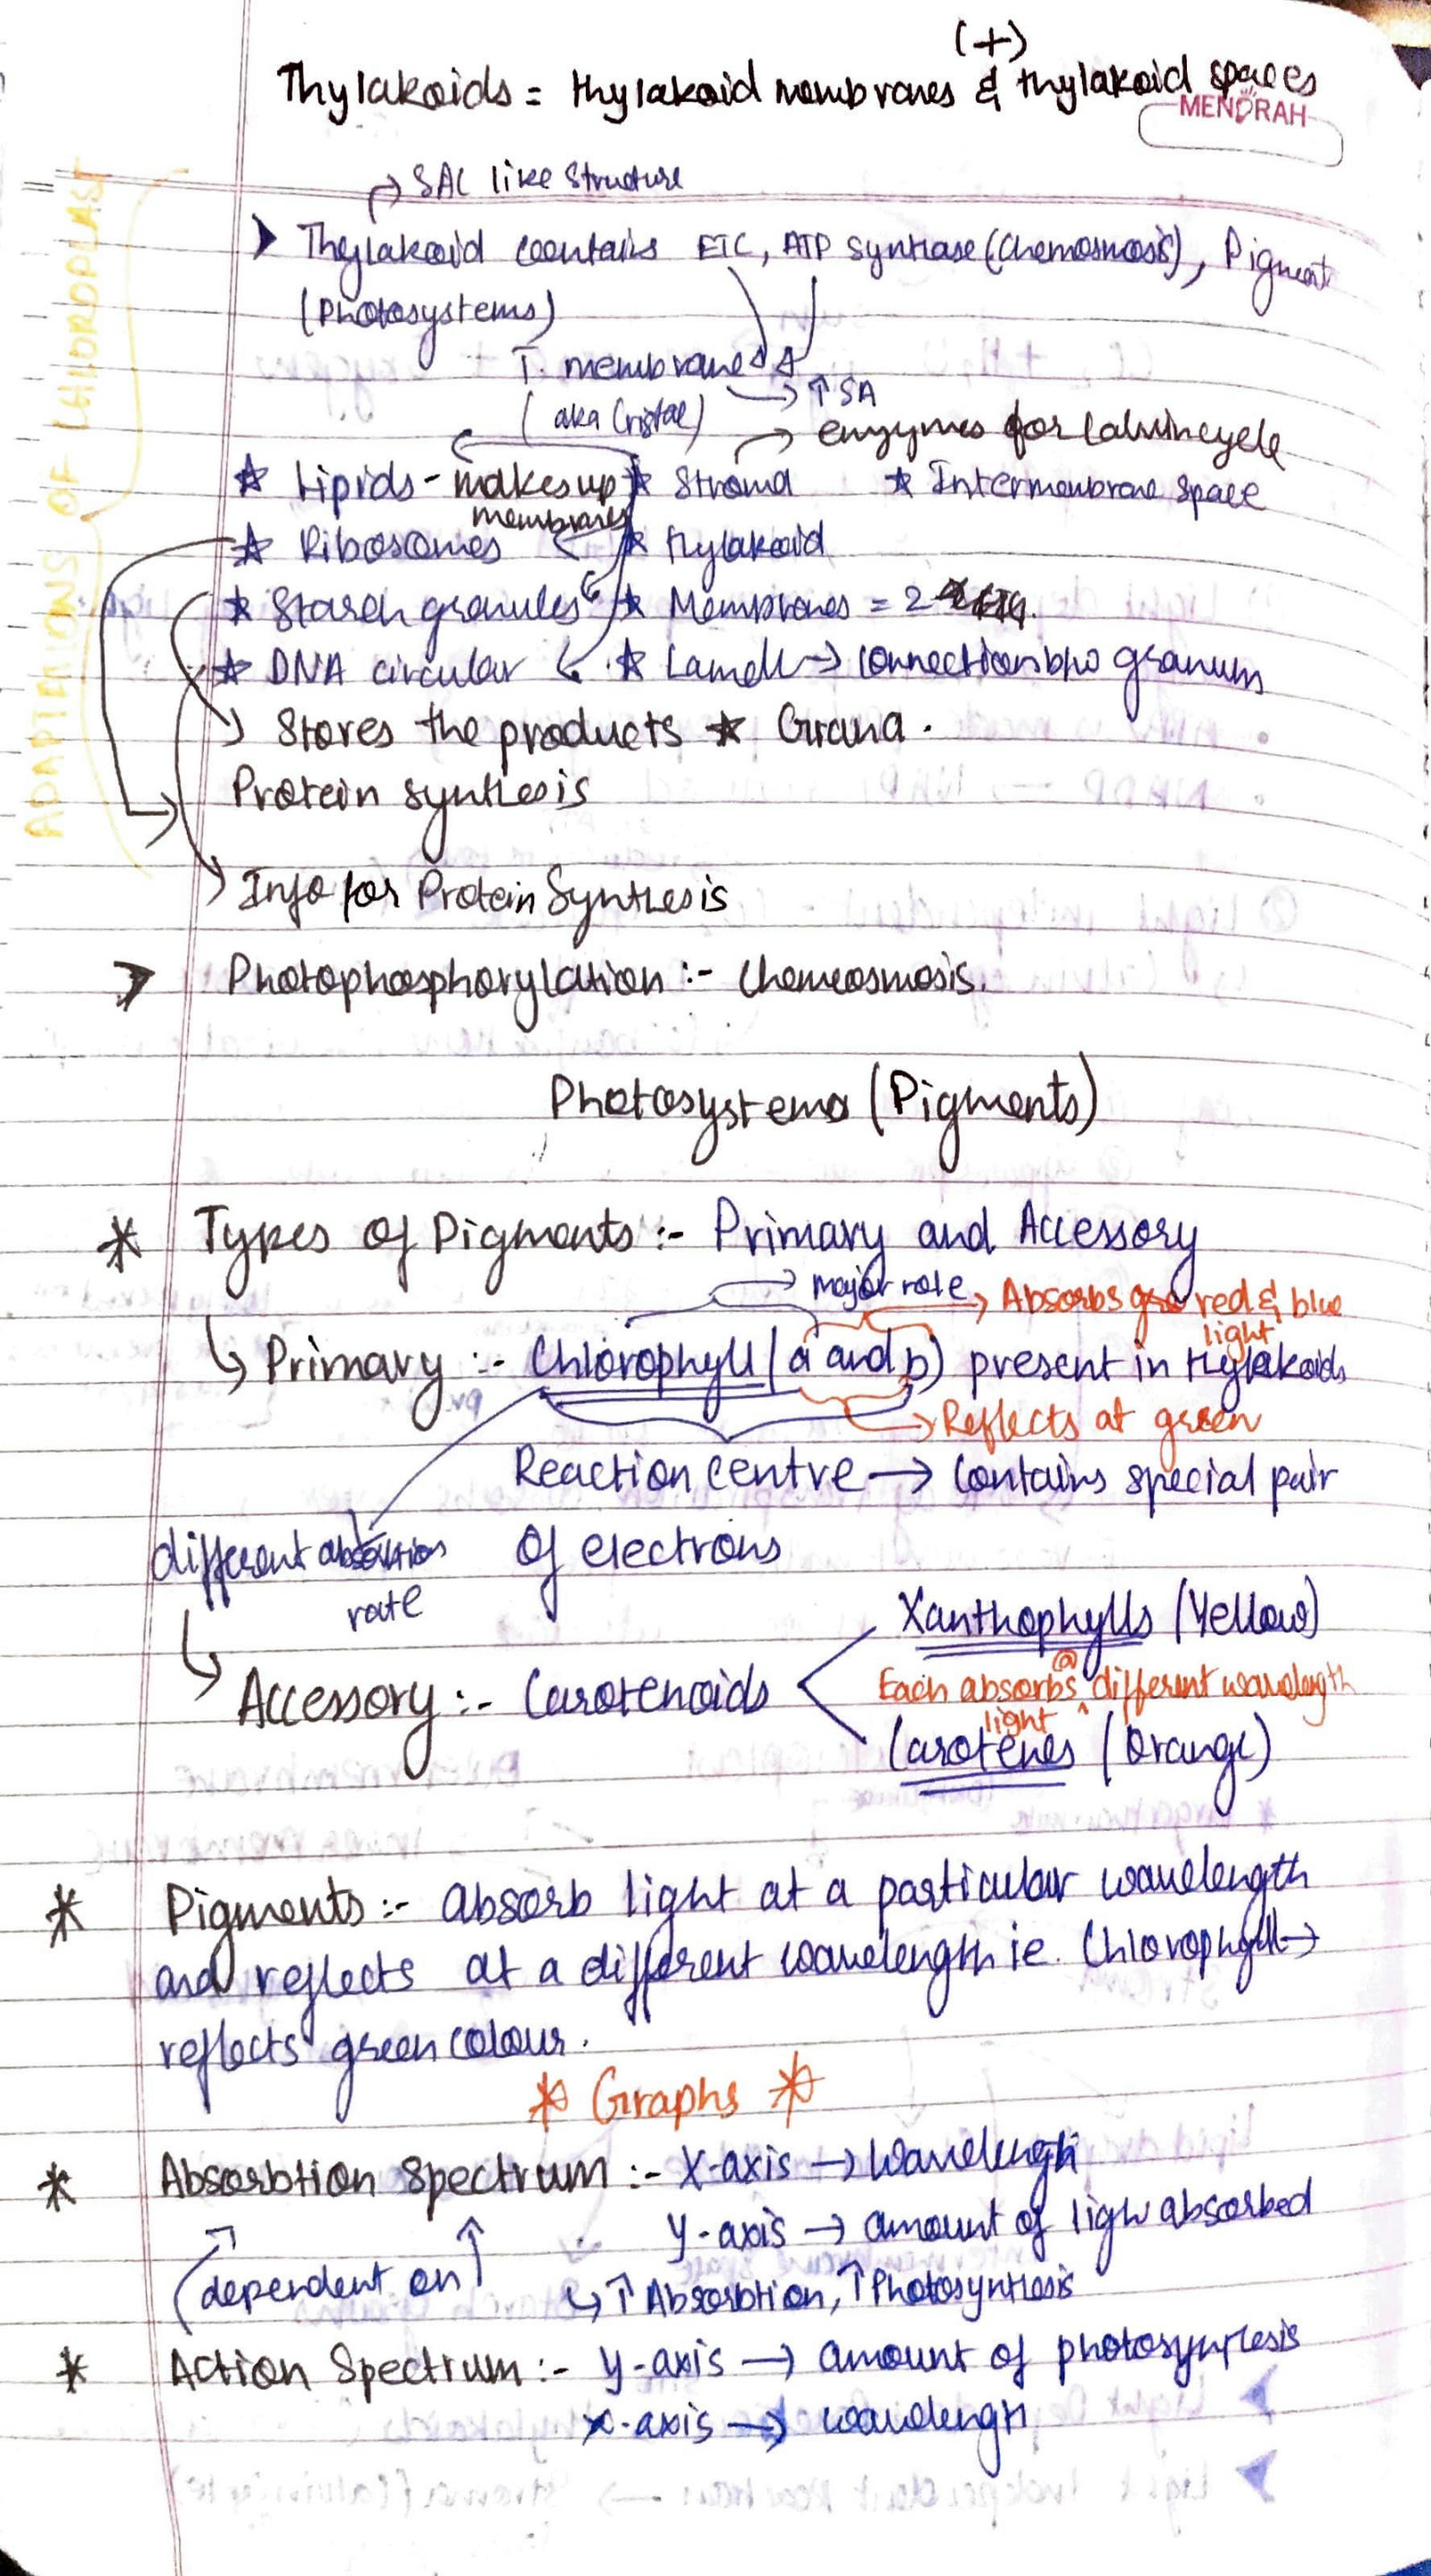 (+)
Thylakoids = thylakoid membranes & thylakoid spaces
MENORAH
→ SAC like structure
Thylakoid contains ETC, ATP synthase (Chemosmosis), Pigment
(Photosystems)
T. membrane
→ ↑ SA
(aka Cristae)
→ enzymes for Calvincycle
ADAPTATIONS OF CHLOROPLAST
★ Lipids - makes up membranes ★ Stroma ★ Intermembrane space
★ Ribosomes ★ thylakoid
★ Starch granules ★ Membranes = 2
★ DNA circular ★ Lamell → connection b/w granum
→ Stores the products ★ Grana.
Protein synthesis
→ Info for Protein Synthesis
➤ Photophosphorylation :- Chemeosmosis.
Photosystems (Pigments)
* Types of Pigments :- Primary and Accessory
→ major role → Absorbs red & blue
light
↳ Primary :- Chlorophyll (a and b) present in thylakoids
→ Reflects at green
Reaction centre → contains special pair
different absorbtion of electrons
rate
Xanthophylls (Yellow)
↳ Accessory :- Carotenoids
Each absorbs light @ different wavelength
Carotenes (Orange)
* Pigments :- absorb light at a particular wavelength
and reflects at a different wavelength ie. Chlorophyll →
reflects green colour.
* Graphs *
* Absorbtion Spectrum :- X-axis → Wavelength
y-axis → amount of light absorbed
dependent on
↳ ↑ Absorbtion, ↑ Photosynthesis
* Action Spectrum :- y-axis → amount of photosynthesis
x-axis → wavelength